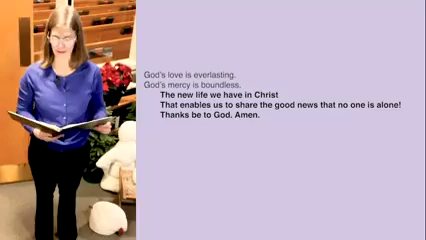 God's love is everlasting.
God's mercy is boundless.
The new life we have in Christ
That enables us to share the good news that no one is alone!
Thanks be to God. Amen.